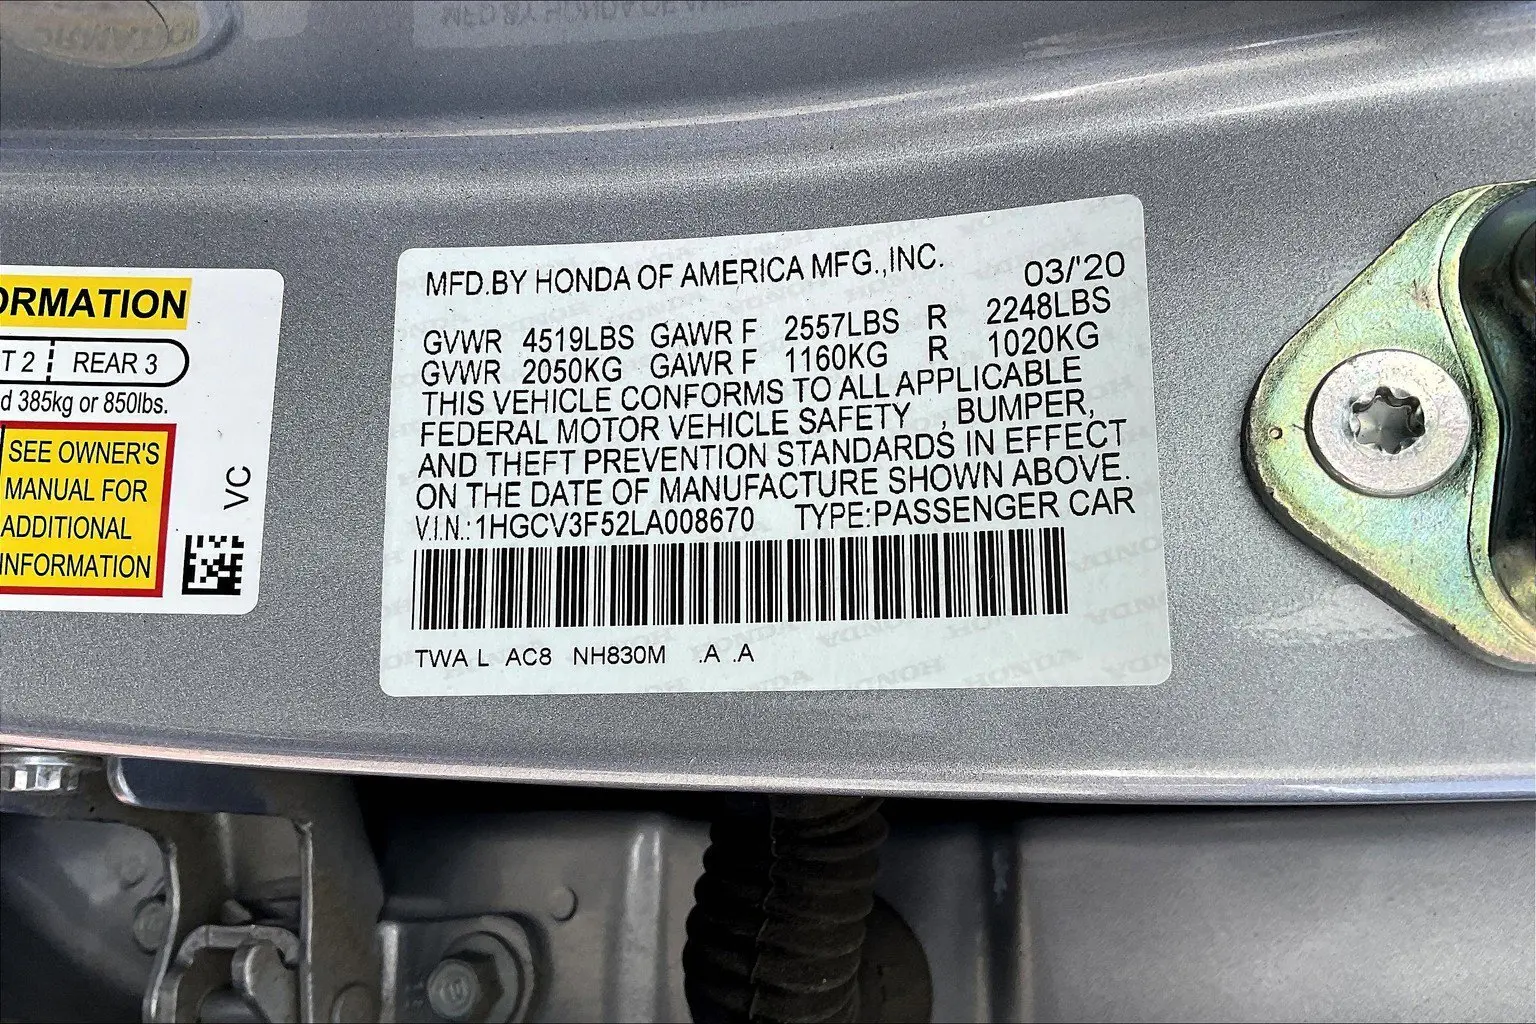 ORMATION
T 2 REAR 3
d 385kg or 850lbs.
SEE OWNER'S
MANUAL FOR
ADDITIONAL
INFORMATION
VC
MFD.BY HONDA OF AMERICA MFG.,INC. 03/'20
GVWR 4519LBS GAWR F 2557LBS R 2248LBS
GVWR 2050KG GAWR F 1160KG R 1020KG
THIS VEHICLE CONFORMS TO ALL APPLICABLE
FEDERAL MOTOR VEHICLE SAFETY , BUMPER,
AND THEFT PREVENTION STANDARDS IN EFFECT
ON THE DATE OF MANUFACTURE SHOWN ABOVE.
V.I.N.: 1HGCV3F52LA008670 TYPE:PASSENGER CAR
TWA L AC8 NH830M .A .A